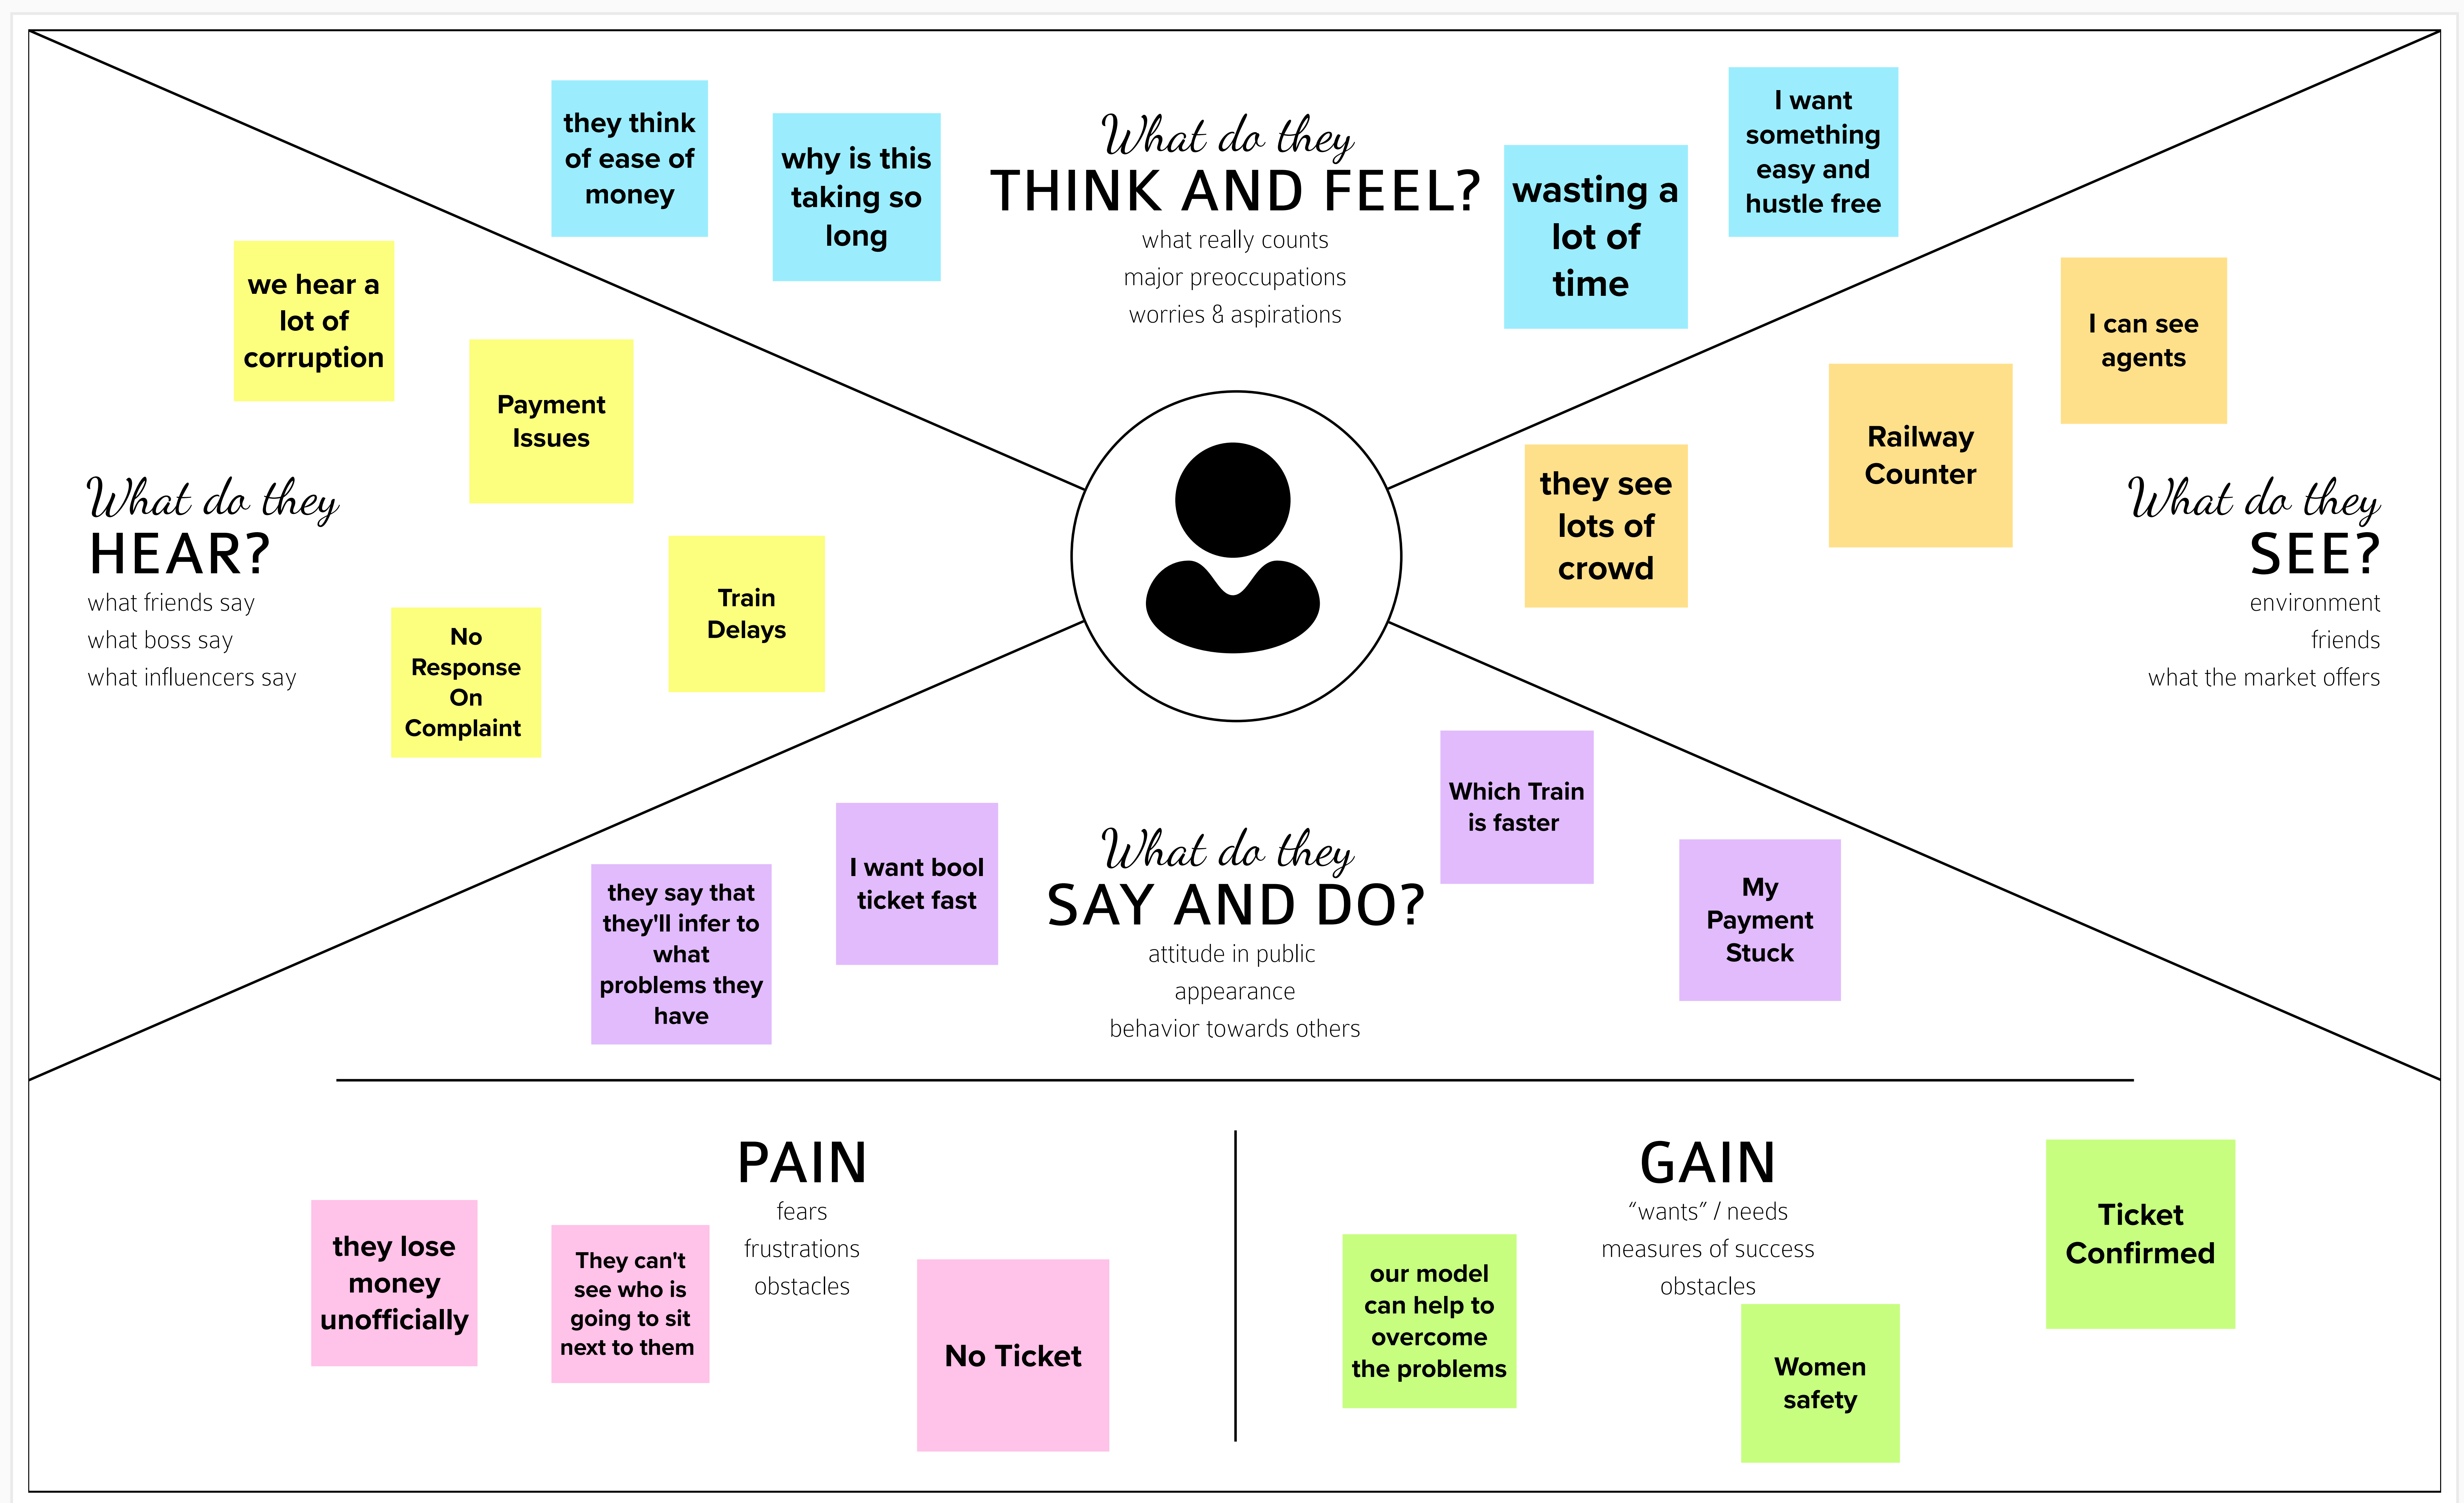 What do they
THINK AND FEEL?
what really counts
major preoccupations
worries & aspirations
they think
of ease of
money
why is this
taking so
long
wasting a
lot of
time
I want
something
easy and
hustle free
What do they
HEAR?
what friends say
what boss say
what influencers say
we hear a
lot of
corruption
Payment
Issues
Train
Delays
No
Response
On
Complaint
What do they
SEE?
environment
friends
what the market offers
they see
lots of
crowd
Railway
Counter
I can see
agents
What do they
SAY AND DO?
attitude in public
appearance
behavior towards others
they say that
they'll infer to
what
problems they
have
I want bool
ticket fast
Which Train
is faster
My
Payment
Stuck
PAIN
fears
frustrations
obstacles
they lose
money
unofficially
They can't
see who is
going to sit
next to them
No Ticket
GAIN
“wants” / needs
measures of success
obstacles
our model
can help to
overcome
the problems
Women
safety
Ticket
Confirmed